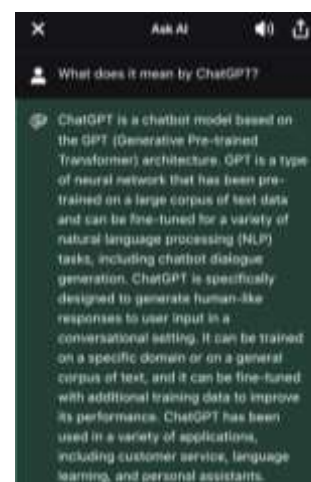 Ask AI
What does it mean by ChatGPT?
ChatGPT is a chatbot model based on
the GPT (Generative Pre-trained
Transformer) architecture. GPT is a type
of neural network that has been pre-
trained on a large corpus of text data
and can be fine-tuned for a variety of
natural language processing (NLP)
tasks, including chatbot dialogue
generation. ChatGPT is specifically
designed to generate human-like
responses to user input in a
conversational setting. It can be trained
on a specific domain or on a general
corpus of text, and it can be fine-tuned
with additional training data to improve
its performance. ChatGPT has been
used in a variety of applications,
including customer service, language
learning, and personal assistants.